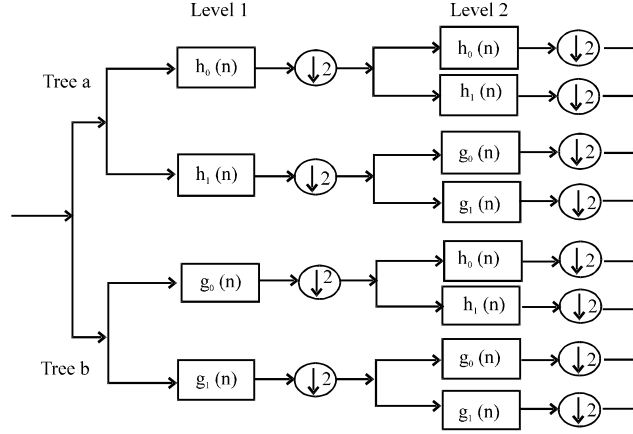 Level 1
Level 2
h₀ (n)
↓2
h₀ (n)
↓2
Tree a
h₁ (n)
↓2
h₁ (n)
↓2
g₀ (n)
↓2
g₁ (n)
↓2
g₀ (n)
↓2
h₀ (n)
↓2
h₁ (n)
↓2
Tree b
g₁ (n)
↓2
g₀ (n)
↓2
g₁ (n)
↓2